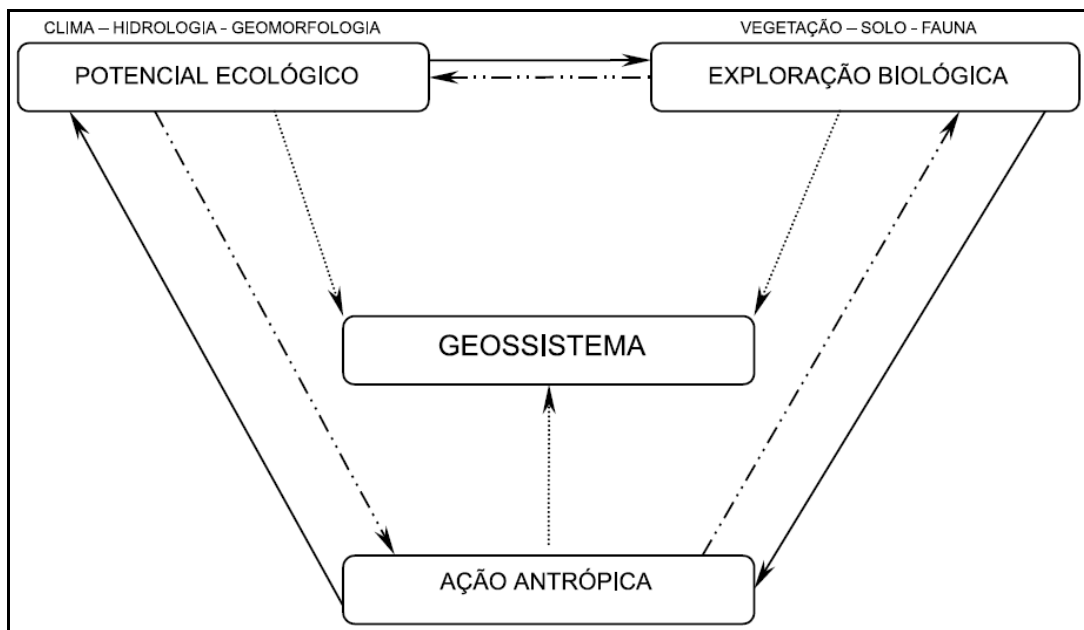 CLIMA – HIDROLOGIA - GEOMORFOLOGIA
VEGETAÇÃO – SOLO - FAUNA
POTENCIAL ECOLÓGICO
EXPLORAÇÃO BIOLÓGICA
GEOSSISTEMA
AÇÃO ANTRÓPICA